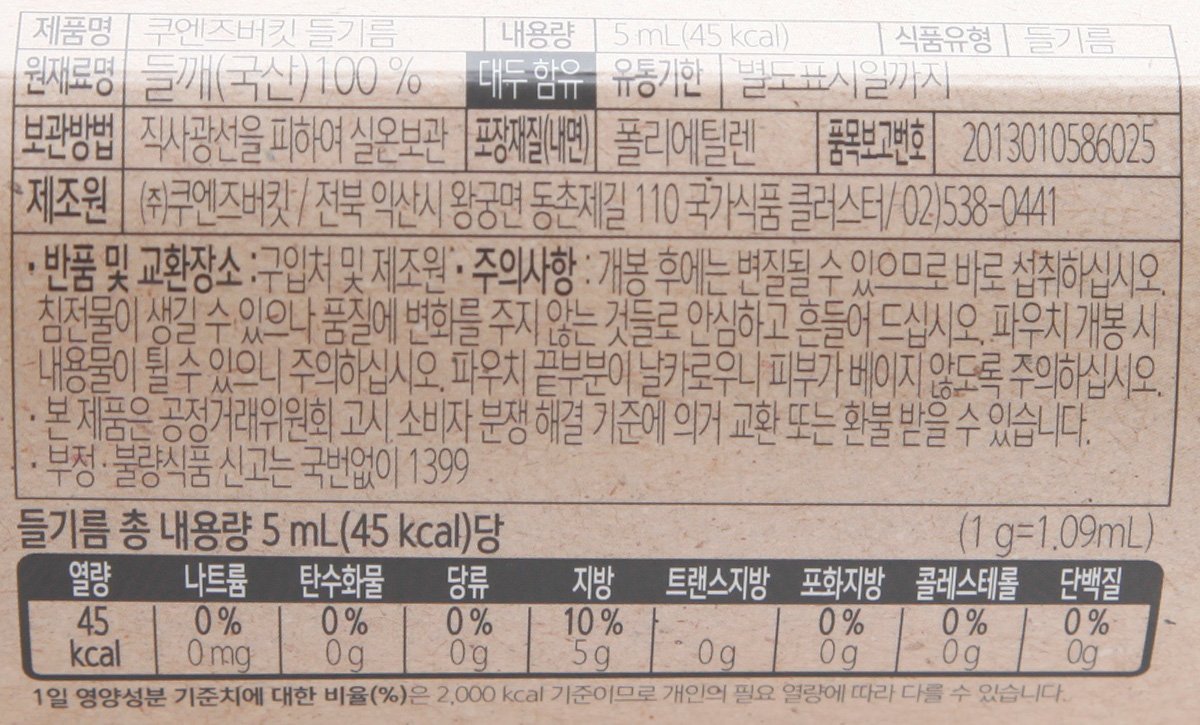 제품명 쿠엔즈버킷 들기름 내용량 5 mL(45 kcal) 식품유형 들기름
원재료명 들깨(국산)100 % 대두 함유 유통기한 별도표시일까지
보관방법 직사광선을 피하여 실온보관 포장재질(내면) 폴리에틸렌 품목보고번호 2013010586025
제조원 (주)쿠엔즈버킷 / 전북 익산시 왕궁면 동촌제길 110 국가식품 클러스터/ 02)538-0441
· 반품 및 교환장소 : 구입처 및 제조원 · 주의사항 : 개봉 후에는 변질될 수 있으므로 바로 섭취하십시오.
침전물이 생길 수 있으나 품질에 변화를 주지 않는 것들로 안심하고 흔들어 드십시오. 파우치 개봉 시
내용물이 튈 수 있으니 주의하십시오. 파우치 끝부분이 날카로우니 피부가 베이지 않도록 주의하십시오.
· 본 제품은 공정거래위원회 고시 소비자 분쟁 해결 기준에 의거 교환 또는 환불 받을 수 있습니다.
· 부정 · 불량식품 신고는 국번없이 1399
들기름 총 내용량 5 mL(45 kcal)당 (1 g=1.09mL)
열량 나트륨 탄수화물 당류 지방 트랜스지방 포화지방 콜레스테롤 단백질
45 0 % 0 % 0 % 10 % 0 % 0 % 0 %
kcal 0 mg 0 g 0 g 5 g 0 g 0 g 0 g 0g
1일 영양성분 기준치에 대한 비율(%)은 2,000 kcal 기준이므로 개인의 필요 열량에 따라 다를 수 있습니다.